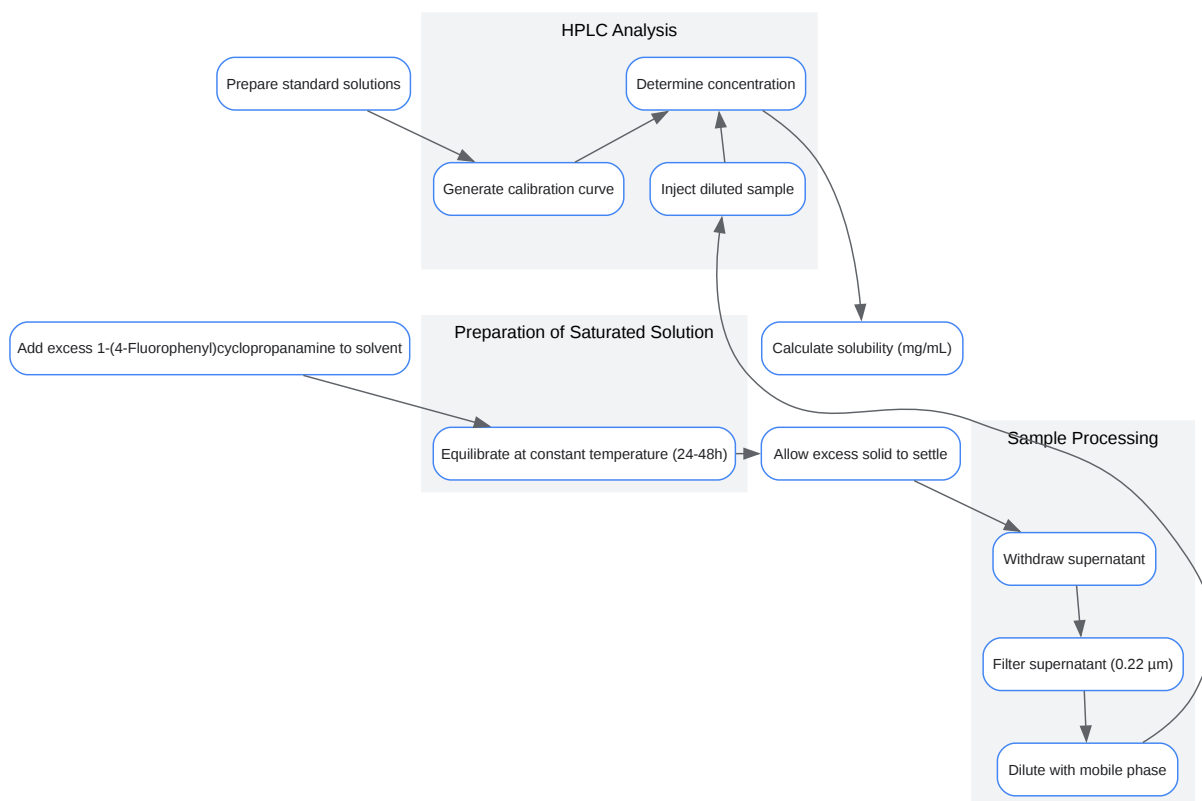 HPLC Analysis
Prepare standard solutions
Determine concentration
Generate calibration curve
Inject diluted sample
Preparation of Saturated Solution
Add excess 1-(4-Fluorophenyl)cyclopropanamine to solvent
Calculate solubility (mg/mL)
Sample Processing
Equilibrate at constant temperature (24-48h)
Allow excess solid to settle
Withdraw supernatant
Filter supernatant (0.22 µm)
Dilute with mobile phase